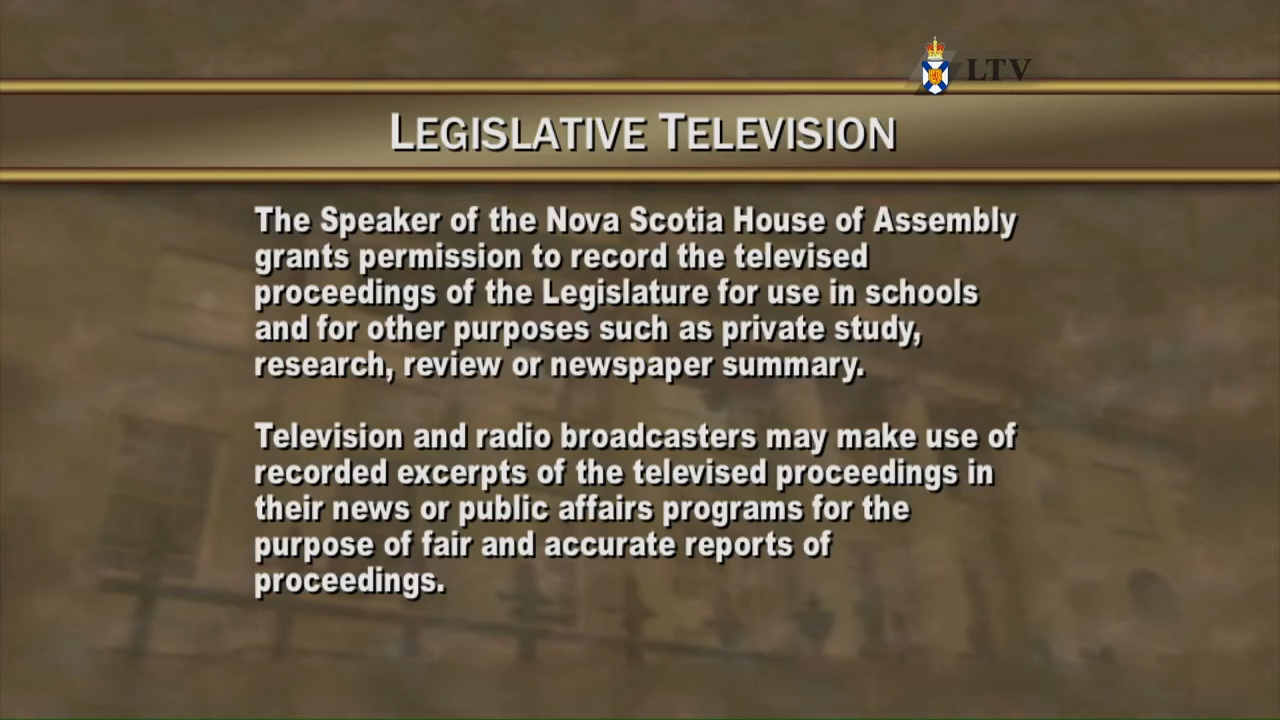 LTV
LEGISLATIVE TELEVISION
The Speaker of the Nova Scotia House of Assembly
grants permission to record the televised
proceedings of the Legislature for use in schools
and for other purposes such as private study,
research, review or newspaper summary.
Television and radio broadcasters may make use of
recorded excerpts of the televised proceedings in
their news or public affairs programs for the
purpose of fair and accurate reports of
proceedings.